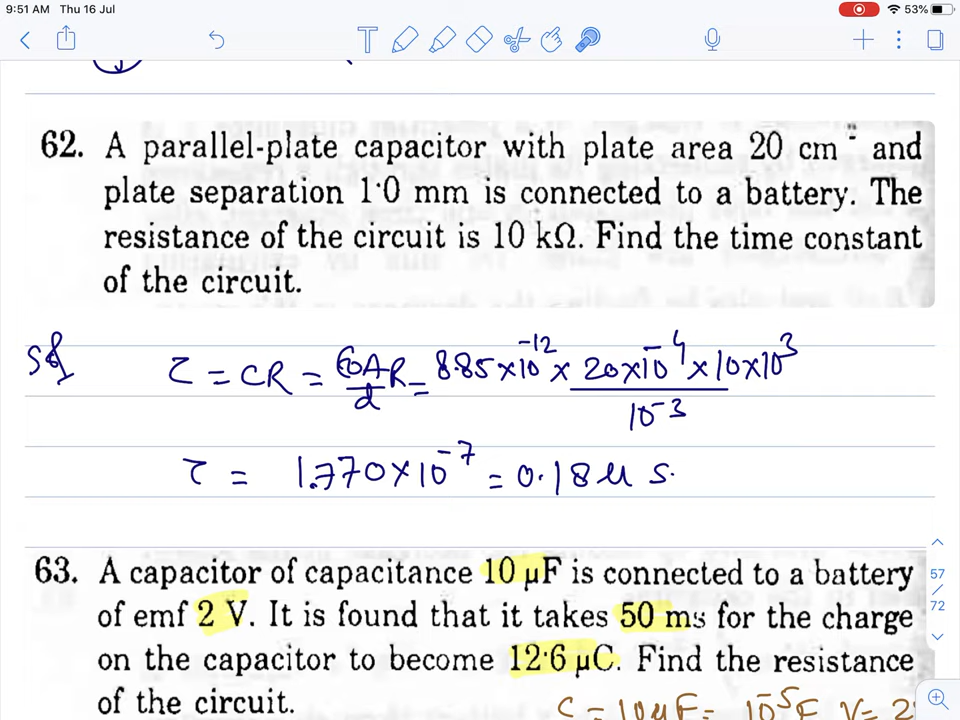 9:51 AM Thu 16 Jul
53%
62. A parallel-plate capacitor with plate area 20 cm² and
plate separation 1·0 mm is connected to a battery. The
resistance of the circuit is 10 kΩ. Find the time constant
of the circuit.
Sol τ = CR = ε₀A/d R = 8.85×10⁻¹² × 20×10⁻⁴ × 10×10³ / 10⁻³
τ = 1.770×10⁻⁷ = 0.18 μ s.
63. A capacitor of capacitance 10 μF is connected to a battery
of emf 2 V. It is found that it takes 50 ms for the charge
on the capacitor to become 12·6 μC. Find the resistance
of the circuit.
C = 10μF = 10⁻⁵F V = 2
57
/
72